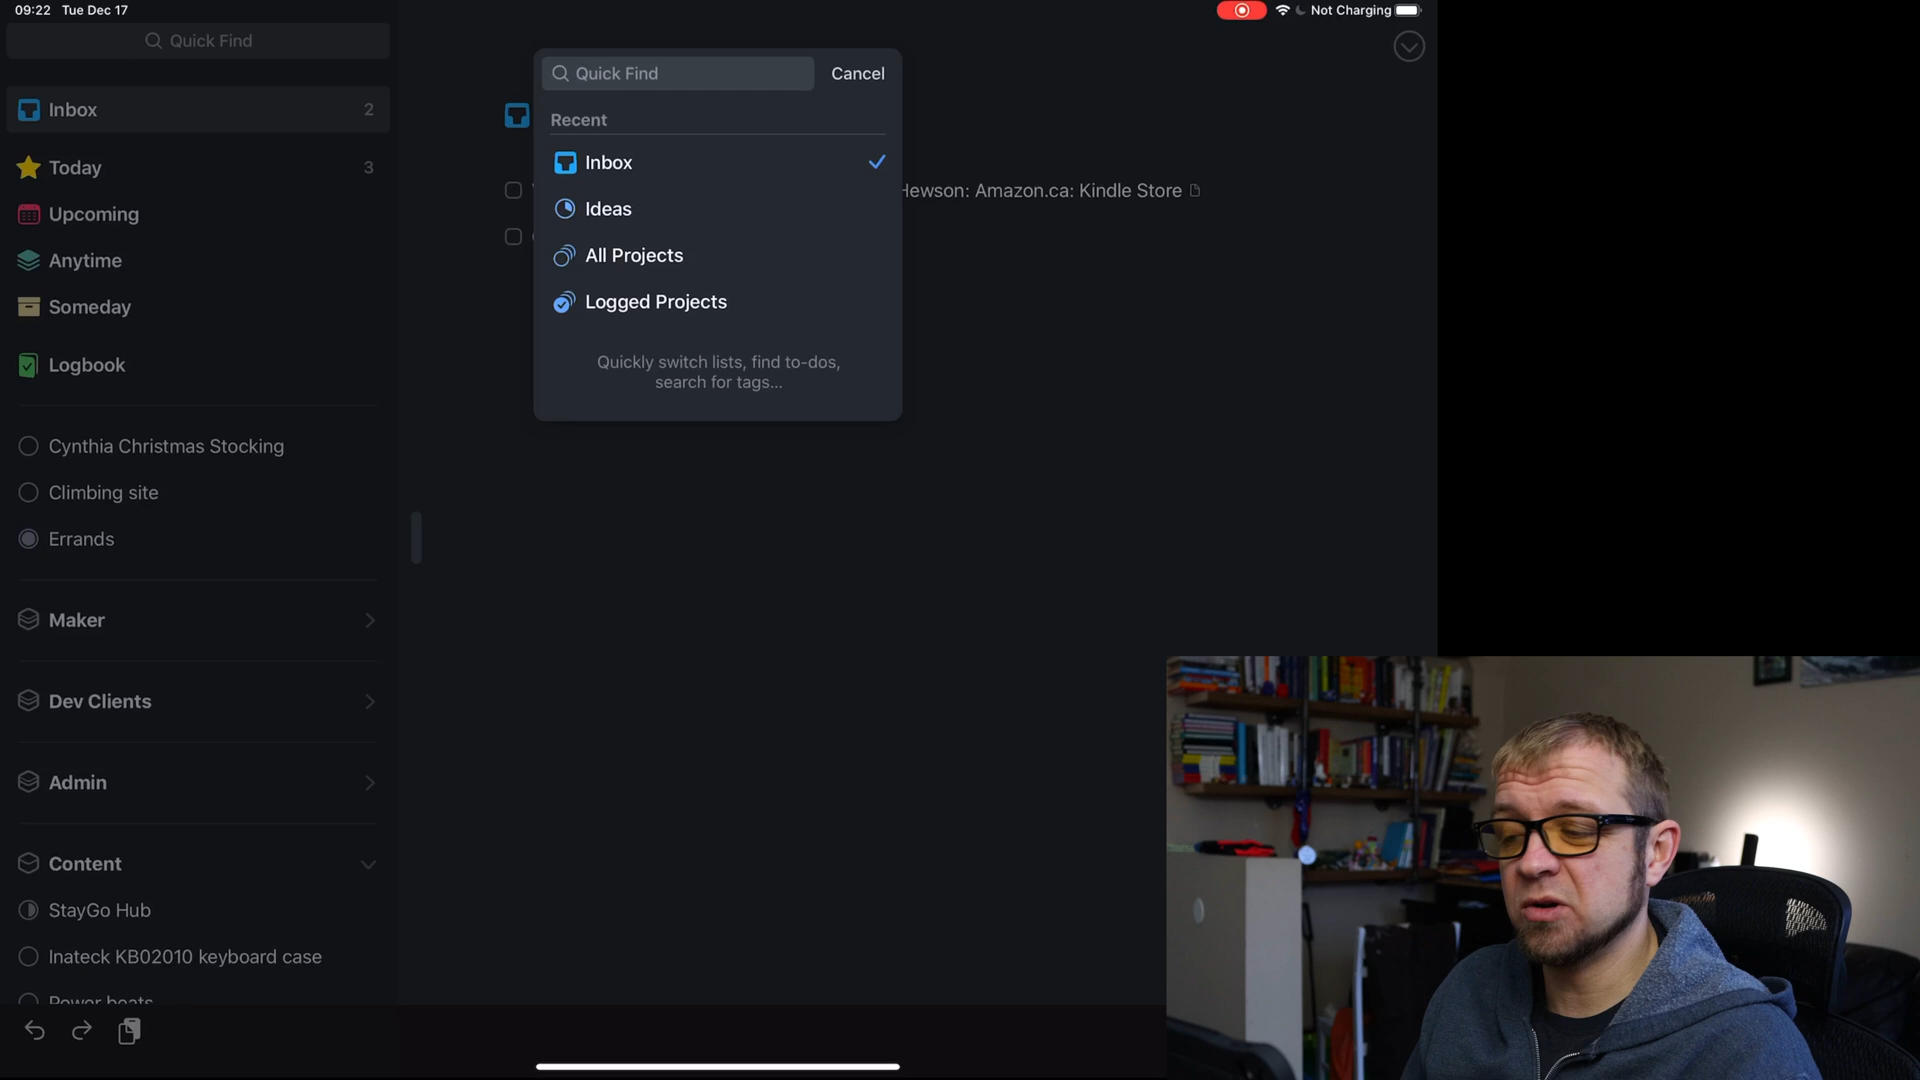 09:22 Tue Dec 17
Not Charging
Quick Find
Inbox 2
Today 3
Upcoming
Anytime
Someday
Logbook
Cynthia Christmas Stocking
Climbing site
Errands
Maker
Dev Clients
Admin
Content
StayGo Hub
Inateck KB02010 keyboard case
Power beats
Quick Find Cancel
Recent
Inbox
Ideas
All Projects
Logged Projects
Quickly switch lists, find to-dos,
search for tags...
Hewson: Amazon.ca: Kindle Store